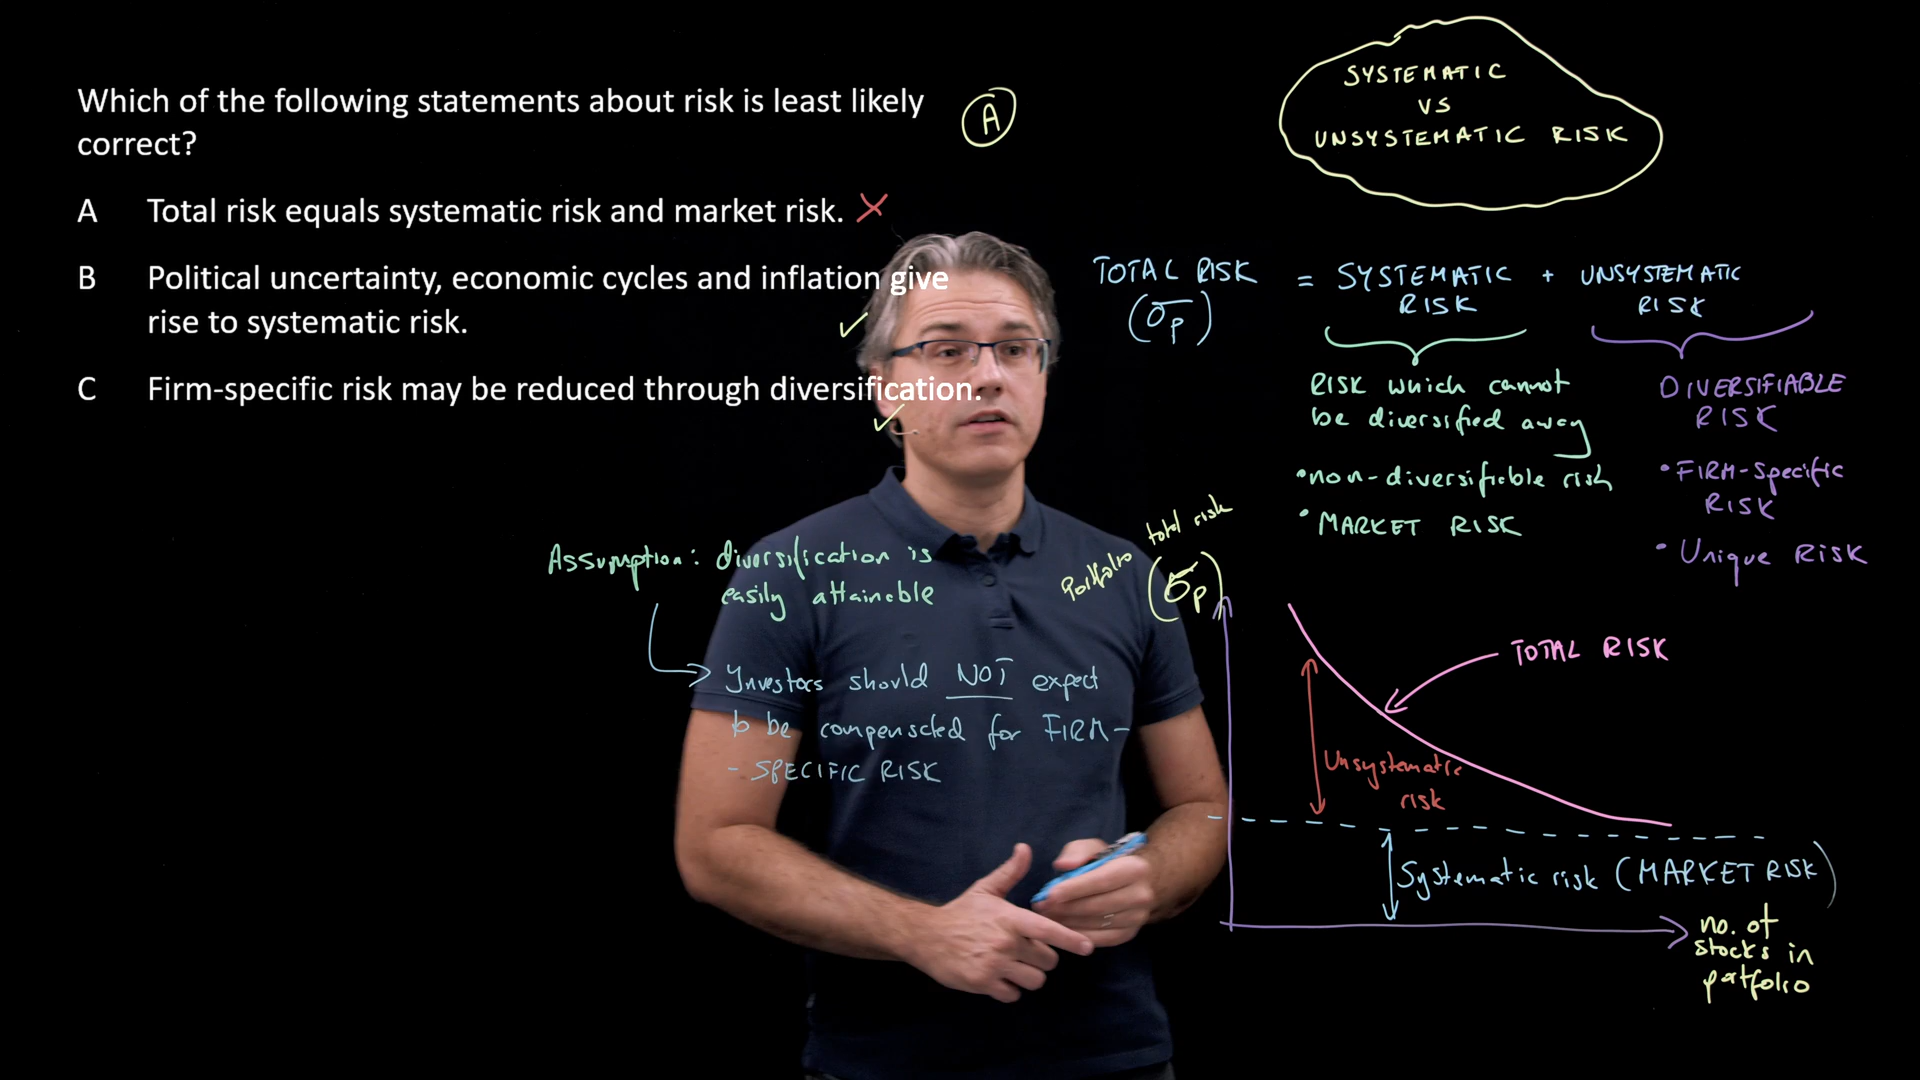 Which of the following statements about risk is least likely
correct?
A
A Total risk equals systematic risk and market risk.
B Political uncertainty, economic cycles and inflation give
rise to systematic risk.
C Firm-specific risk may be reduced through diversification.
Assumption: diversification is
easily attainable
Investors should NOT expect
to be compensated for FIRM-
- SPECIFIC RISK
SYSTEMATIC
VS
UNSYSTEMATIC RISK
TOTAL RISK = SYSTEMATIC + UNSYSTEMATIC
(σp) RISK RISK
RISK which cannot
be diversified away
• non-diversifiable risk
• MARKET RISK
DIVERSIFIABLE
RISK
• FIRM-Specific
RISK
• Unique RISK
Portfolio total risk
(σp)
TOTAL RISK
Unsystematic
risk
Systematic risk (MARKET RISK)
no. of
stocks in
portfolio